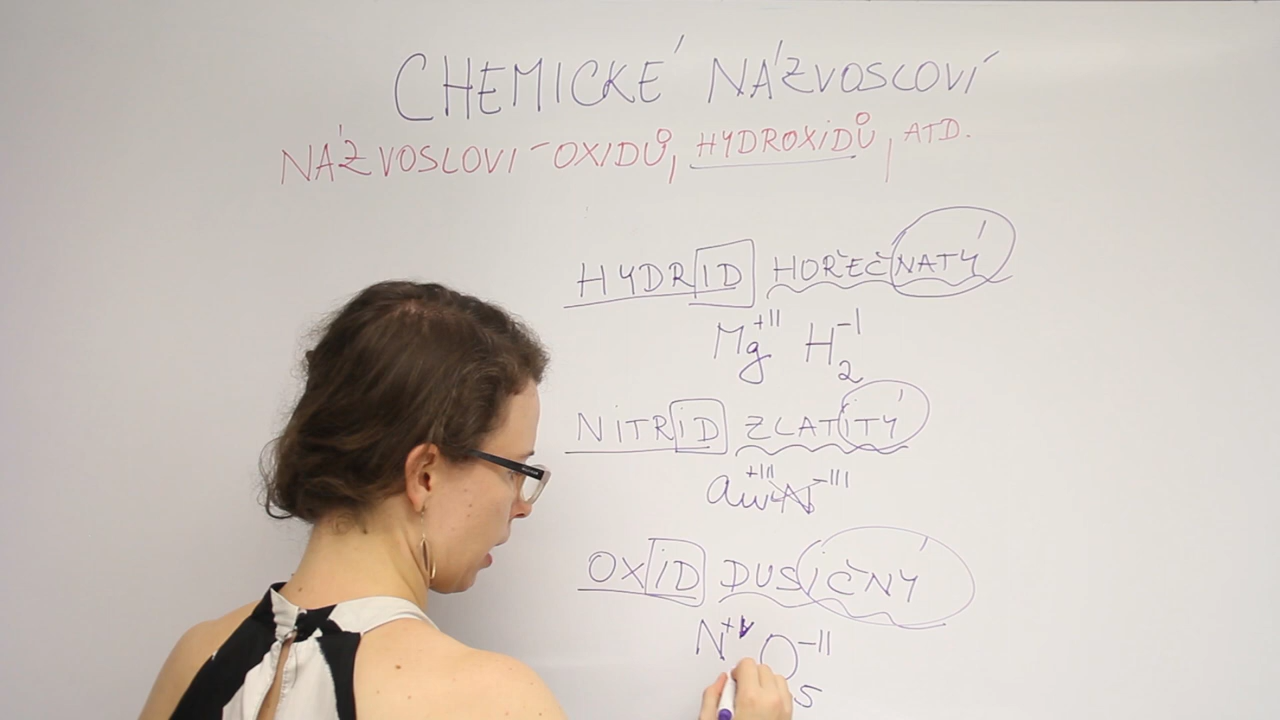 CHEMICKÉ NÁZVOSLOVÍ
NÁZVOSLOVÍ - OXIDŮ, HYDROXIDŮ, ATD.
HYDRID HOŘEČNATÝ
Mg+II H2-I
NITRID ZLATITÝ
Au+III N-III
OXID DUSIČNÝ
N+V O5-II